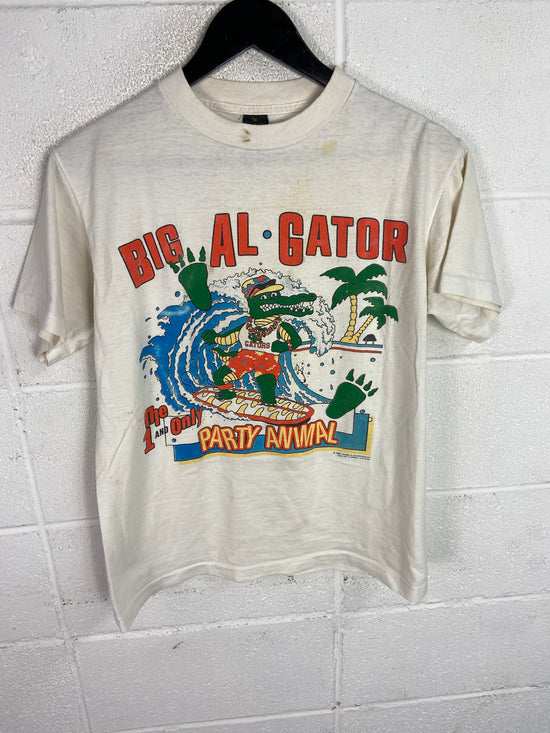 BIG AL • GATOR
GATORS
The
1 AND Only
PARTY ANIMAL